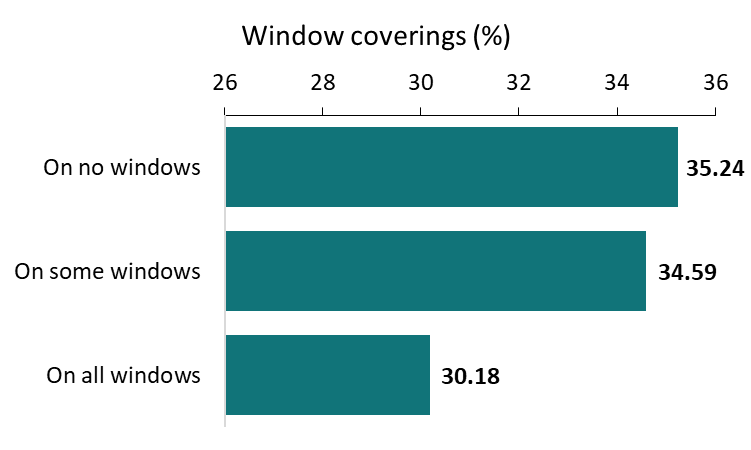 Window coverings (%)
26 28 30 32 34 36
On no windows 35.24
On some windows 34.59
On all windows 30.18